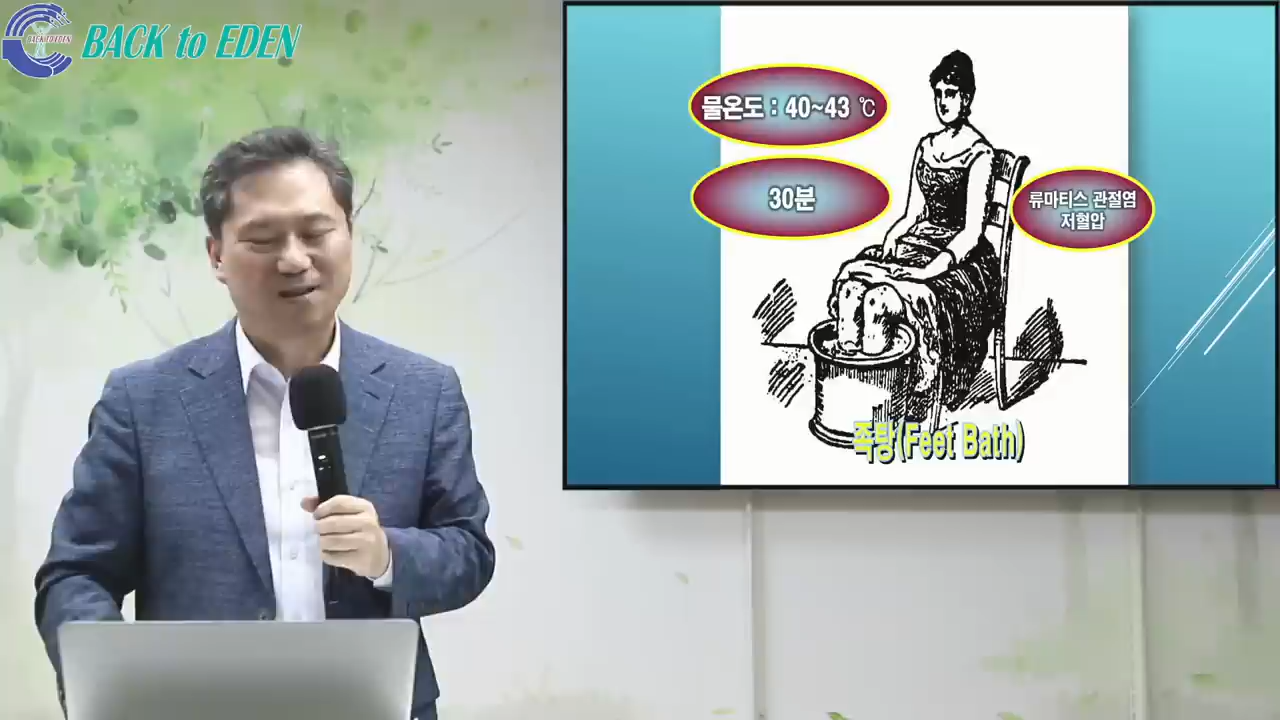 BACK to EDEN
물온도 : 40~43 ℃
30분
류마티스 관절염
저혈압
족탕(Feet Bath)